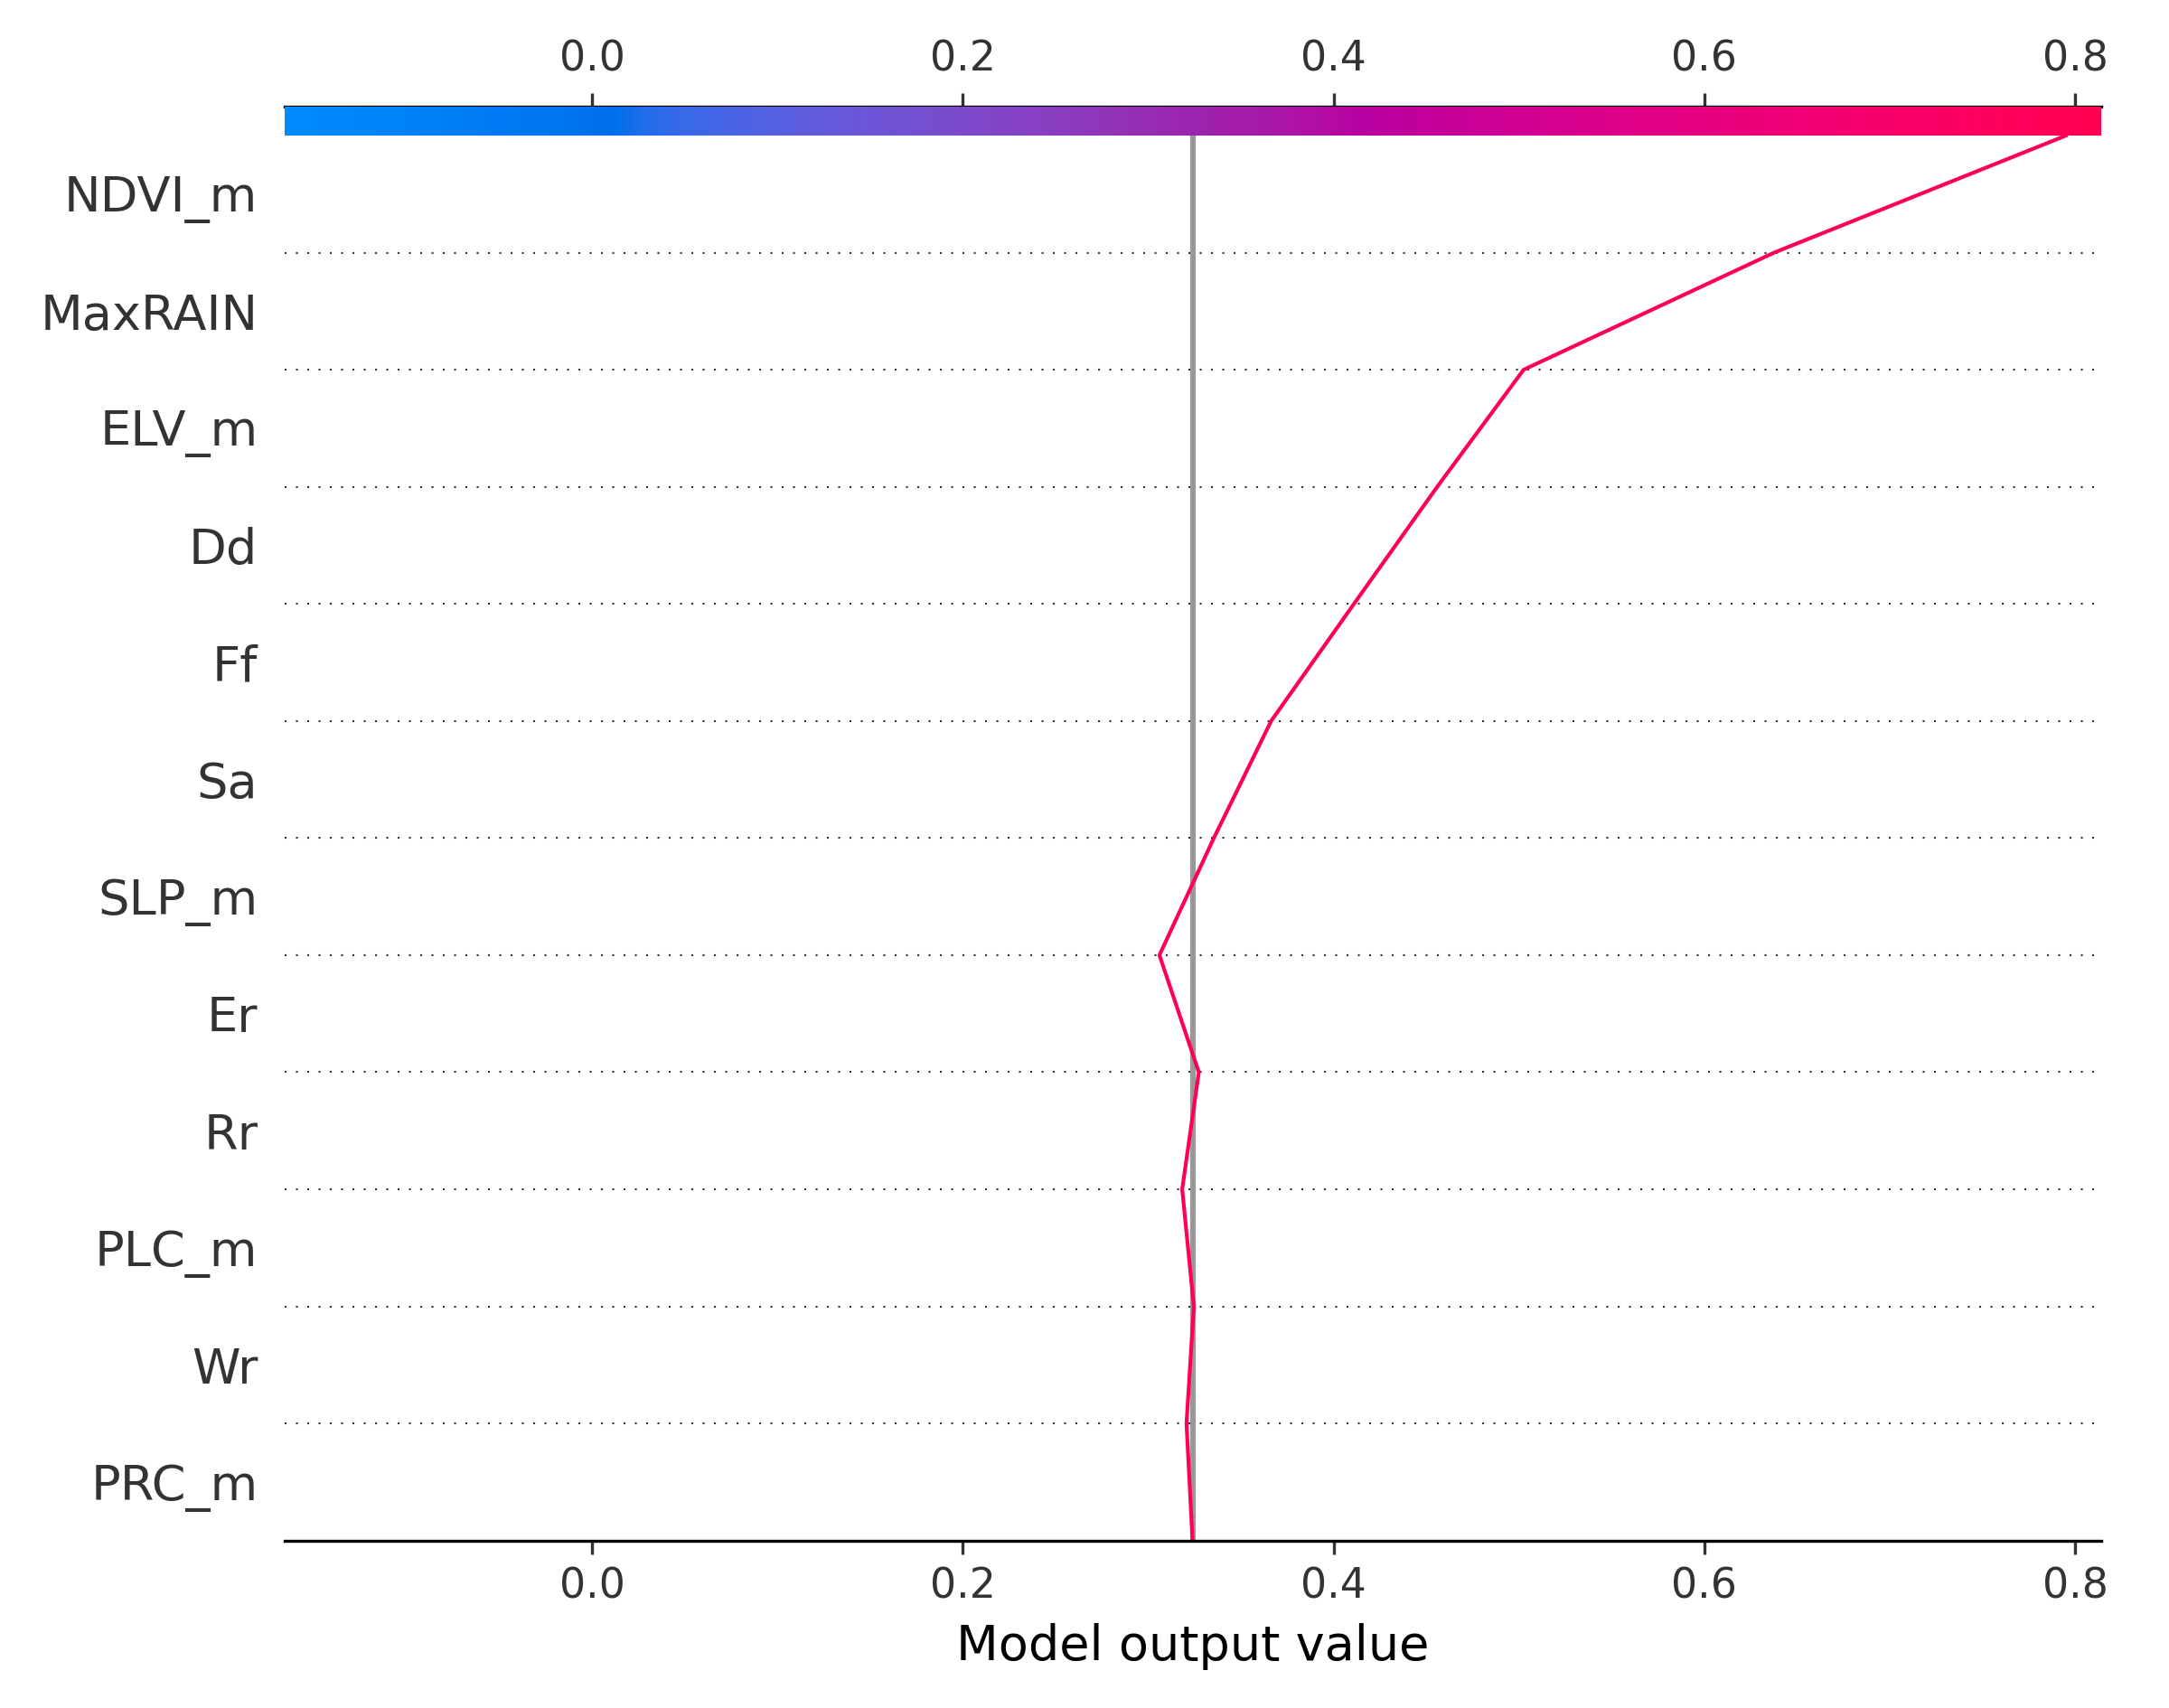 0.0 0.2 0.4 0.6 0.8
NDVI_m
MaxRAIN
ELV_m
Dd
Ff
Sa
SLP_m
Er
Rr
PLC_m
Wr
PRC_m
0.0 0.2 0.4 0.6 0.8
Model output value